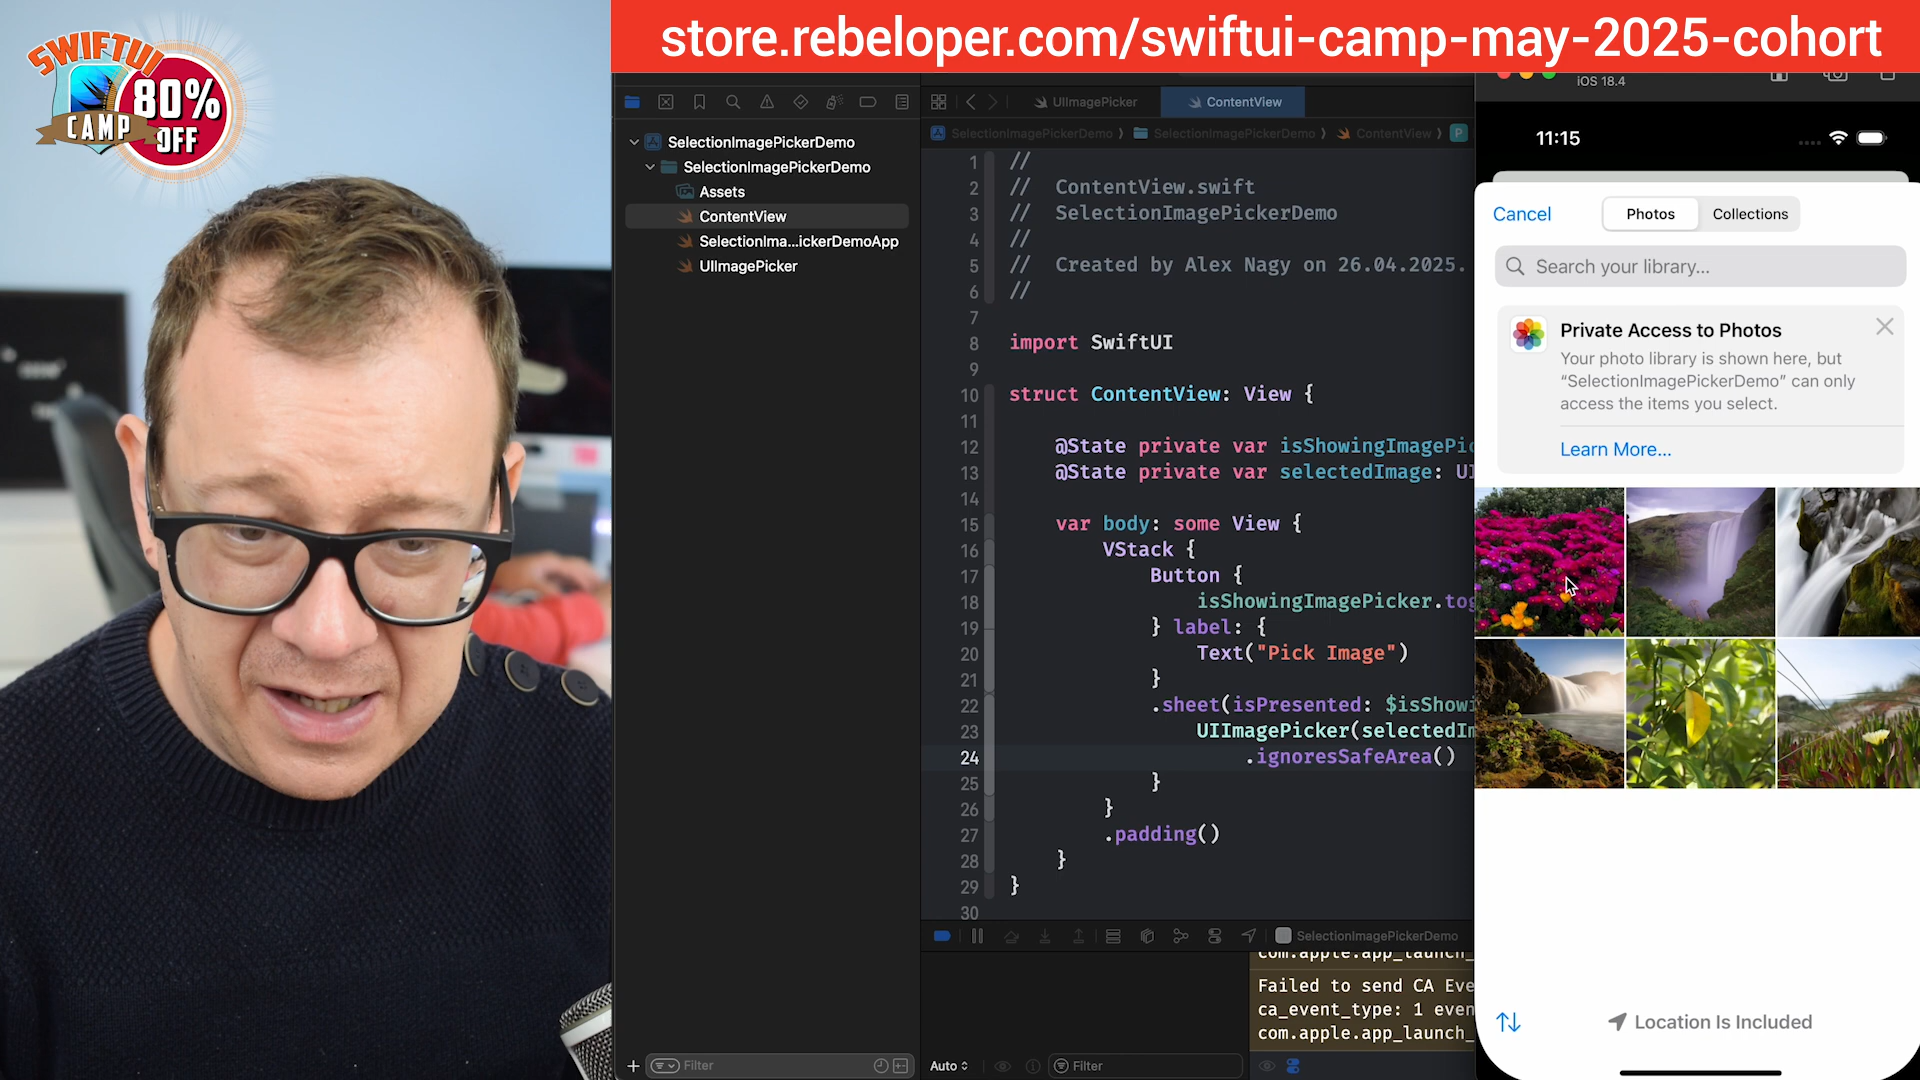 store.rebeloper.com/swiftui-camp-may-2025-cohort
SWIFTUI
CAMP
80%
OFF
iOS 18.4
SelectionImagePickerDemo
SelectionImagePickerDemo
Assets
ContentView
SelectionIma...ickerDemoApp
UIImagePicker
UIImagePicker
ContentView
SelectionImagePickerDemo
SelectionImagePickerDemo
ContentView
P
1 //
2 // ContentView.swift
3 // SelectionImagePickerDemo
4 //
5 // Created by Alex Nagy on 26.04.2025.
6 //
7
8 import SwiftUI
9
10 struct ContentView: View {
11
12 @State private var isShowingImagePic
13 @State private var selectedImage: UI
14
15 var body: some View {
16 VStack {
17 Button {
18 isShowingImagePicker.tog
19 } label: {
20 Text("Pick Image")
21 }
22 .sheet(isPresented: $isShowi
23 UIImagePicker(selectedIm
24 .ignoresSafeArea()
25 }
26 }
27 .padding()
28 }
29 }
30
SelectionImagePickerDemo
com.apple.app_launch_
Failed to send CA Eve
ca_event_type: 1 even
com.apple.app_launch_
Filter
Auto
Filter
11:15
Cancel
Photos
Collections
Search your library...
Private Access to Photos
Your photo library is shown here, but
“SelectionImagePickerDemo” can only
access the items you select.
Learn More...
Location Is Included